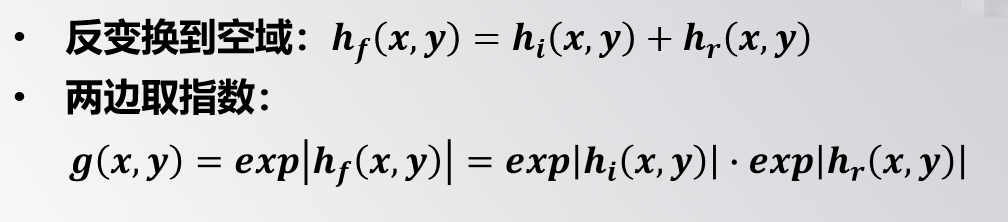 • 反变换到空域：h_f(x, y) = h_i(x, y) + h_r(x, y)
• 两边取指数：
g(x, y) = exp|h_f(x, y)| = exp|h_i(x, y)| · exp|h_r(x, y)|